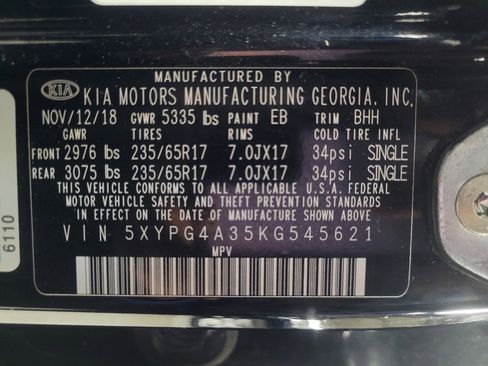 MANUFACTURED BY
KIA KIA MOTORS MANUFACTURING GEORGIA, INC.
NOV/12/18 GVWR 5335 lbs PAINT EB TRIM BHH
GAWR TIRES RIMS COLD TIRE INFL
FRONT 2976 lbs 235/65R17 7.0JX17 34psi SINGLE
REAR 3075 lbs 235/65R17 7.0JX17 34psi SINGLE
THIS VEHICLE CONFORMS TO ALL APPLICABLE U.S.A. FEDERAL
MOTOR VEHICLE SAFETY AND THEFT PREVENTION STANDARDS
IN EFFECT ON THE DATE OF MANUFACTURE SHOWN ABOVE.
VIN 5XYPG4A35KG545621
MPV
6110